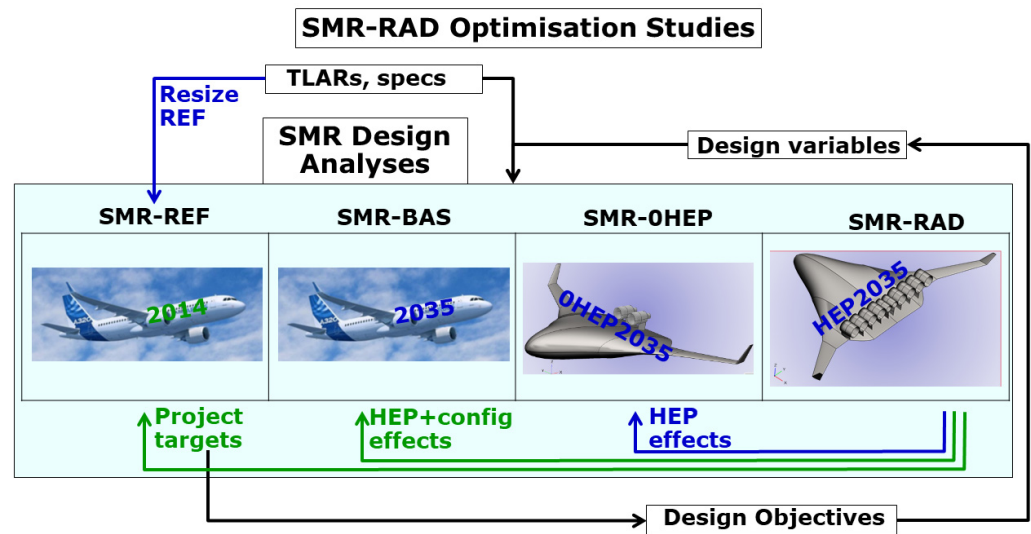 SMR-RAD Optimisation Studies
TLARs, specs
Resize
REF
SMR Design
Analyses
Design variables
SMR-REF
SMR-BAS
SMR-0HEP
SMR-RAD
2014
2035
0HEP2035
HEP2035
Project
targets
HEP+config
effects
HEP
effects
Design Objectives